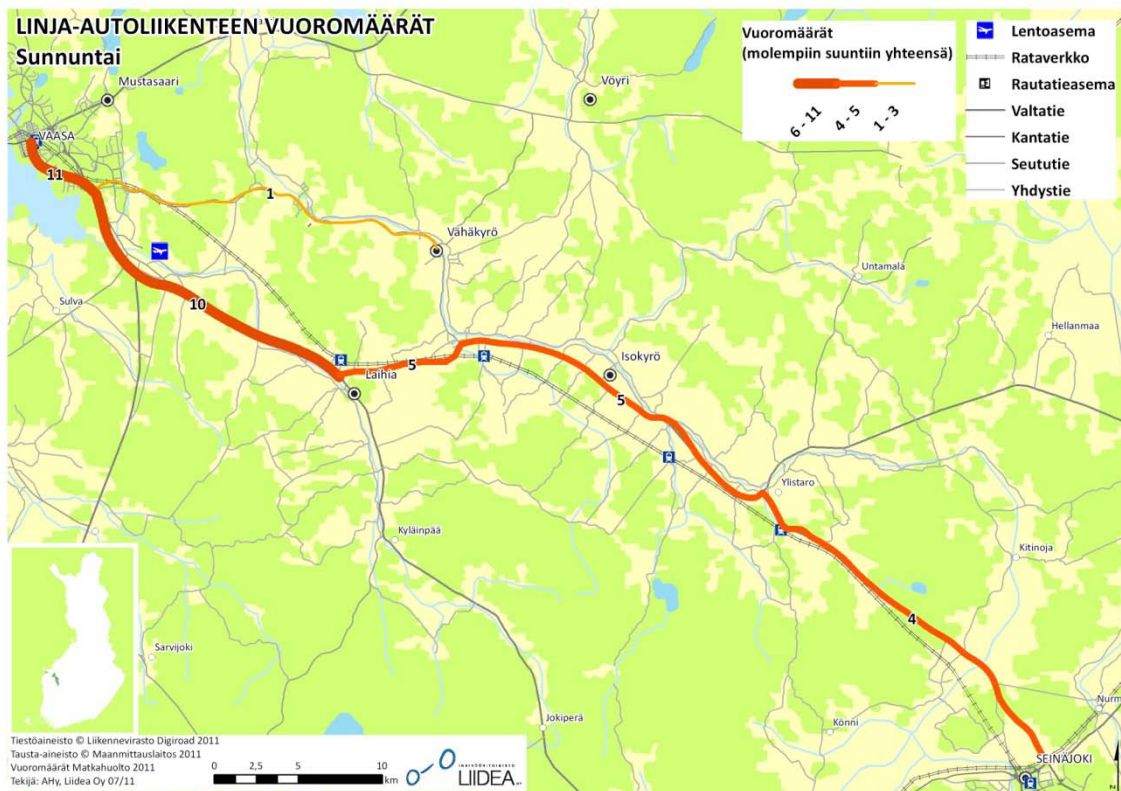 LINJA-AUTOLIIKENTEEN VUOROMÄÄRÄT
Sunnuntai
Vuoromäärät
(molempiin suuntiin yhteensä)
6 - 11
4 - 5
1 - 3
Lentoasema
Rataverkko
Rautatieasema
Valtatie
Kantatie
Seututie
Yhdystie
Mustasaari
Vöyri
VAASA
11
1
Vähäkyrö
Untamala
Sulva
10
Hellanmaa
Isokyrö
5
Laihia
5
Ylistaro
Kyläinpää
Kitinoja
4
Sarvijoki
Jokiperä
Könni
Nurm
SEINÄJOKI
Tiestöaineisto © Liikennevirasto Digiroad 2011
Tausta-aineisto © Maanmittauslaitos 2011
Vuoromäärät Matkahuolto 2011
Tekijä: AHy, Liidea Oy 07/11
0 2,5 5 10
km
LIIDEA
N